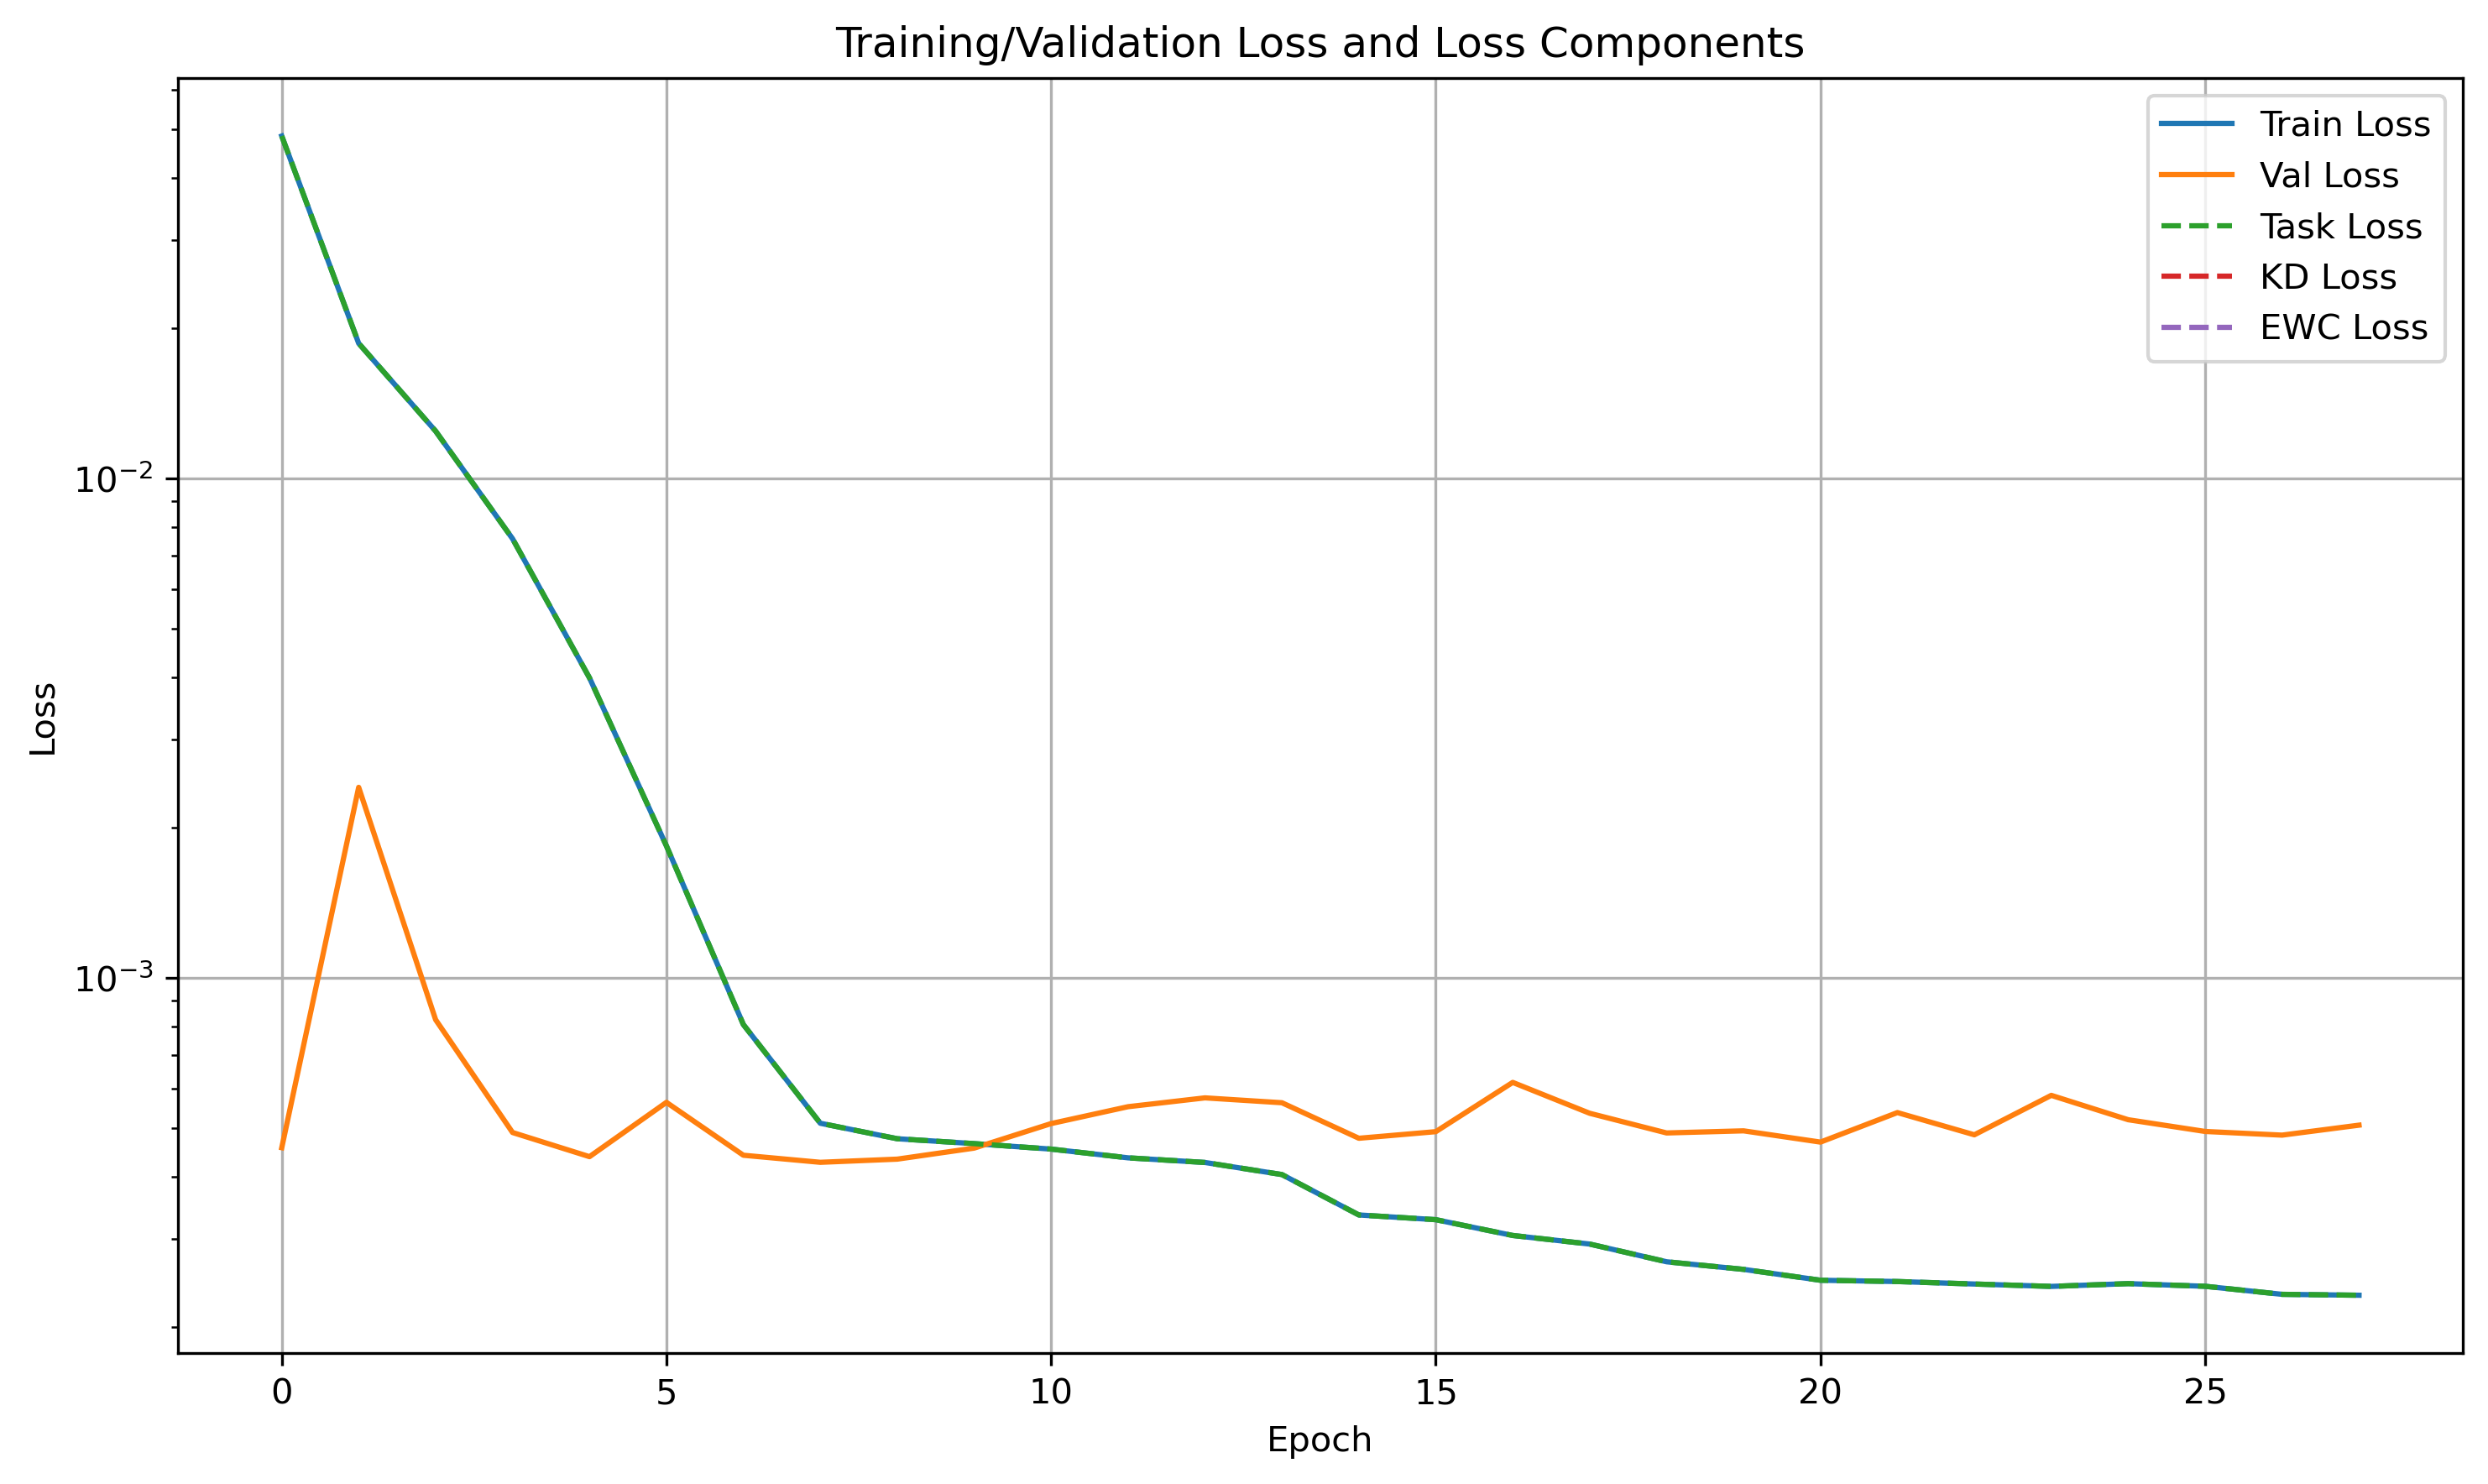 Training/Validation Loss and Loss Components
Train Loss
Val Loss
Task Loss
KD Loss
EWC Loss
Loss
10⁻²
10⁻³
0 5 10 15 20 25
Epoch